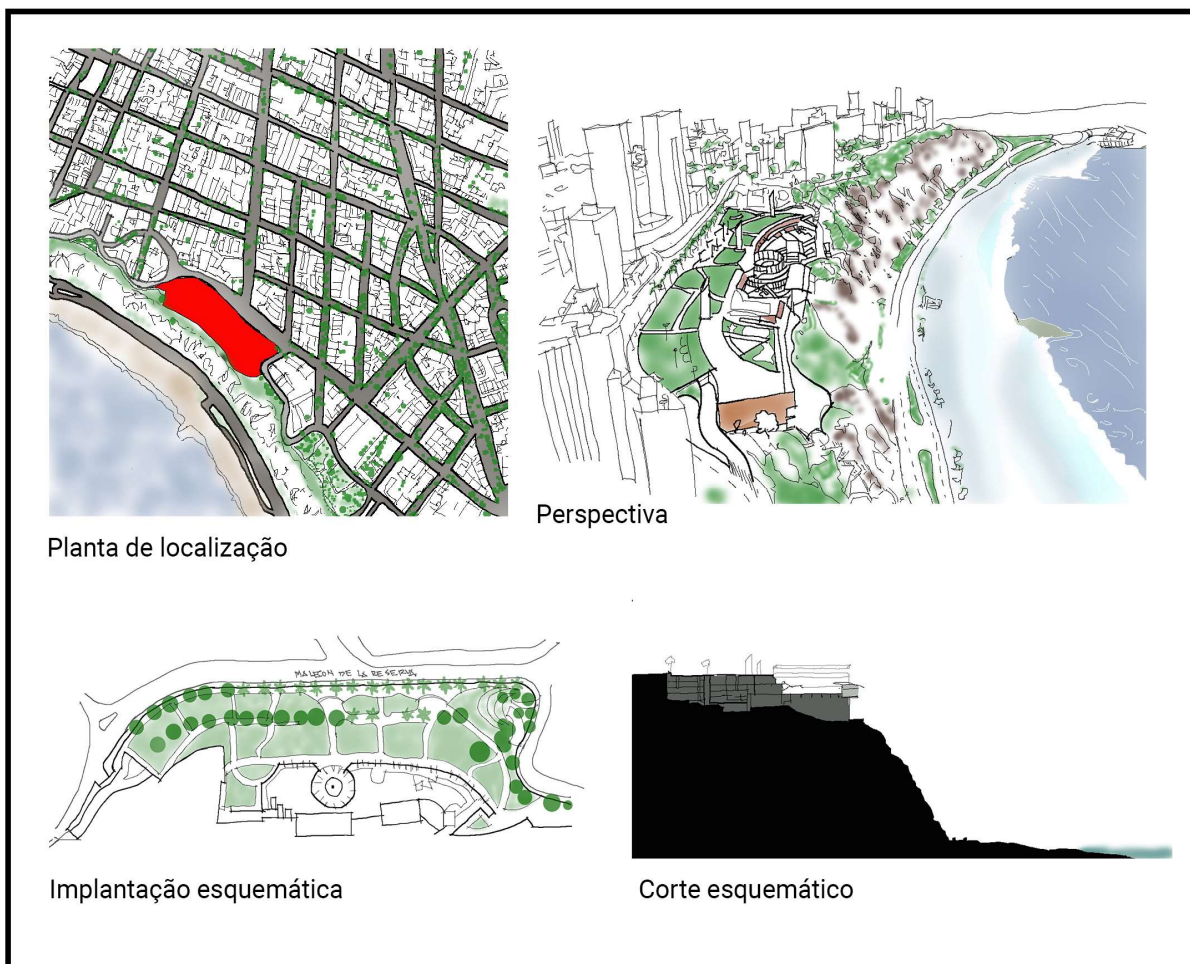 Planta de localização
Perspectiva
MALECON DE LA RESERVA
Implantação esquemática
Corte esquemático